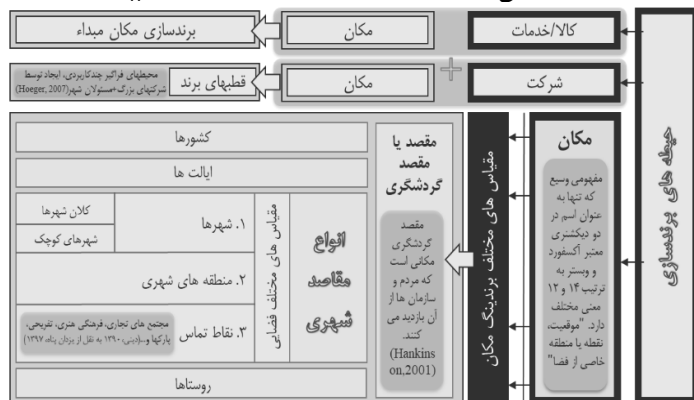 حیطه های برندسازی
کالا/خدمات
مکان
برندسازی مکان مبداء
شرکت
+
مکان
قطبهای برند
محیطهای فراگیر چندکاربردی، ایجاد توسط
شرکتهای بزرگ+مسئولان شهر(Hoeger, 2007)
مکان
مفهومی وسیع
که تنها به
عنوان اسم در
دو دیکشنری
معتبر آکسفورد
و وبستر به
ترتیب ۱۴ و ۱۲
معنی مختلف
دارد. "موقعیت،
نقطه یا منطقه
خاصی از فضا"
مقیاس های مختلف برندینگ مکان
مقصد یا
مقصد
گردشگری
مقصد
گردشگری
مکانی است
که مردم و
سازمان ها از
آن بازدید می
کنند.
(Hankins
on,2001)
کشورها
ایالت ها
انواع
مقاصد
شهری
مقیاس های مختلف فضایی
۱. شهرها
کلان شهرها
شهرهای کوچک
۲. منطقه های شهری
۳. نقاط تماس
مجتمع های تجاری، فرهنگی هنری، تفریحی،
پارکها و...(دینی، ۱۳۹۰ به نقل از یزدان پناه، ۱۳۹۷)
روستاها